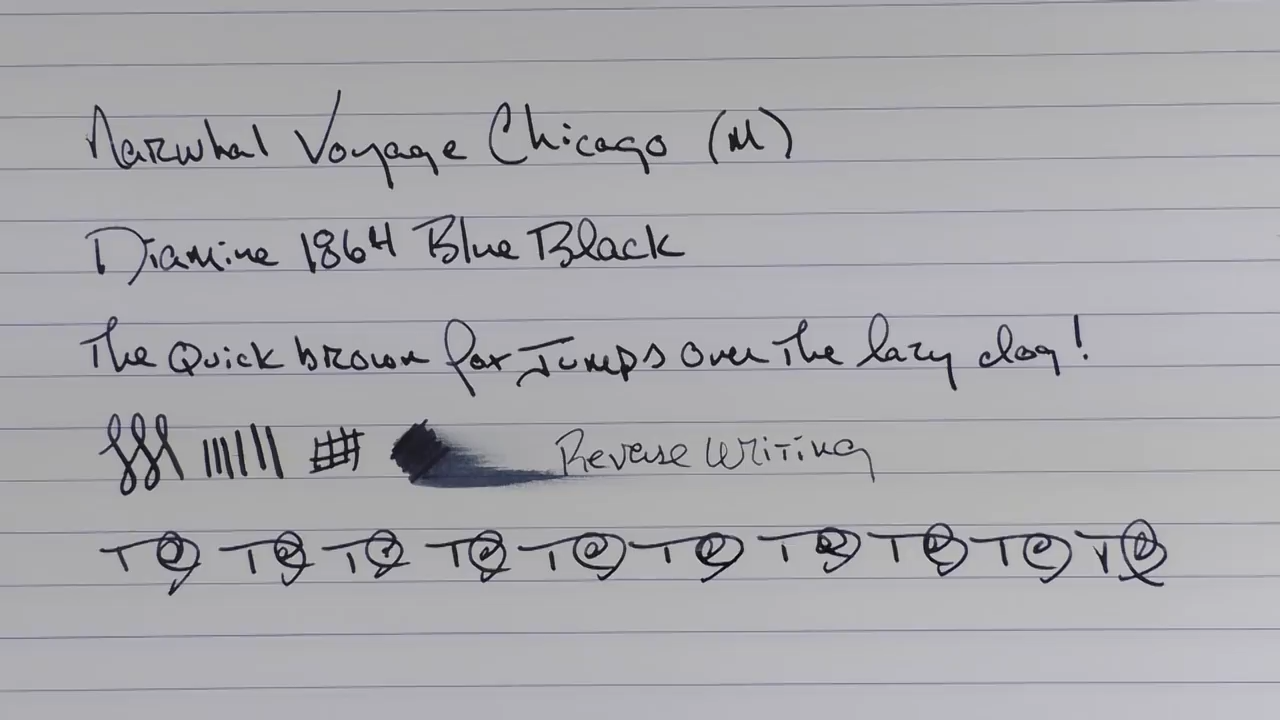 Narwhal Voyage Chicago (M)
Diamine 1864 Blue Black
The Quick brown fox Jumps over The lazy dog!
Reverse Writing